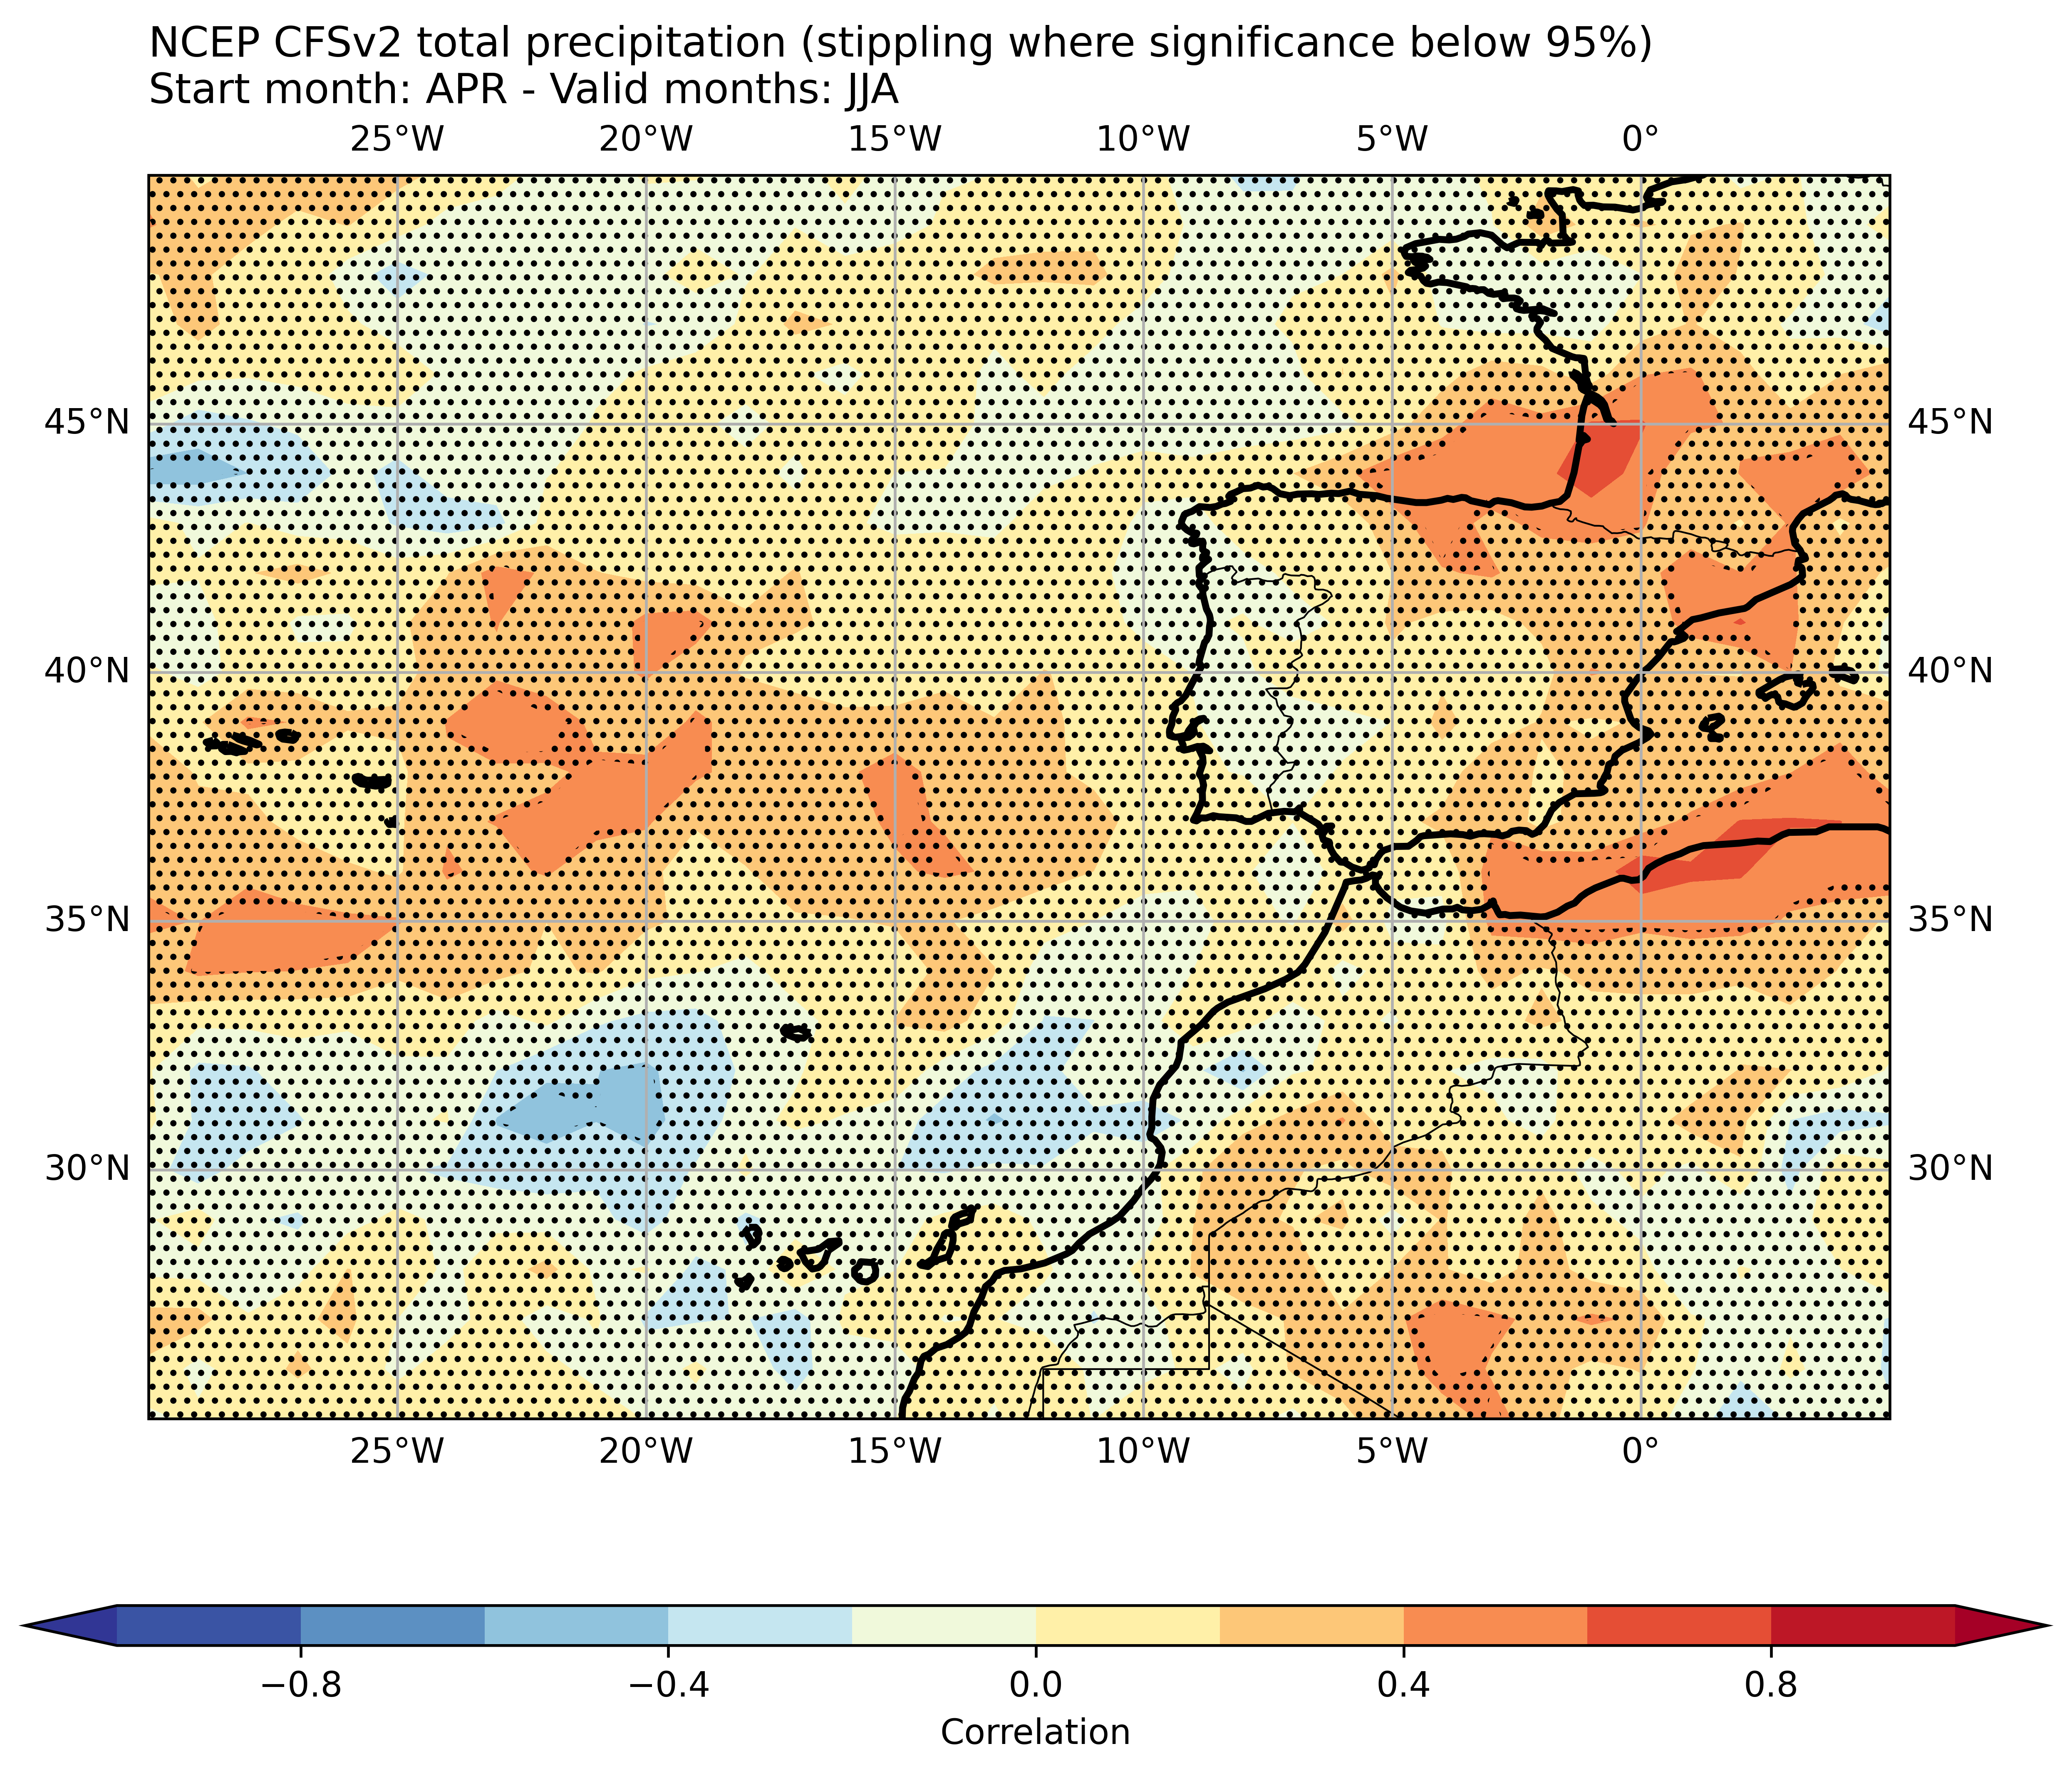 NCEP CFSv2 total precipitation (stippling where significance below 95%)
Start month: APR - Valid months: JJA
25°W 20°W 15°W 10°W 5°W 0°
45°N 45°N
40°N 40°N
35°N 35°N
30°N 30°N
25°W 20°W 15°W 10°W 5°W 0°
−0.8 −0.4 0.0 0.4 0.8
Correlation